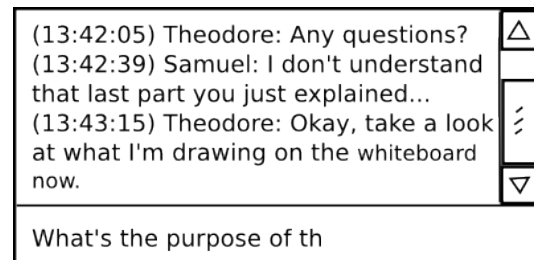 (13:42:05) Theodore: Any questions?
(13:42:39) Samuel: I don't understand
that last part you just explained...
(13:43:15) Theodore: Okay, take a look
at what I'm drawing on the whiteboard
now.
What's the purpose of th